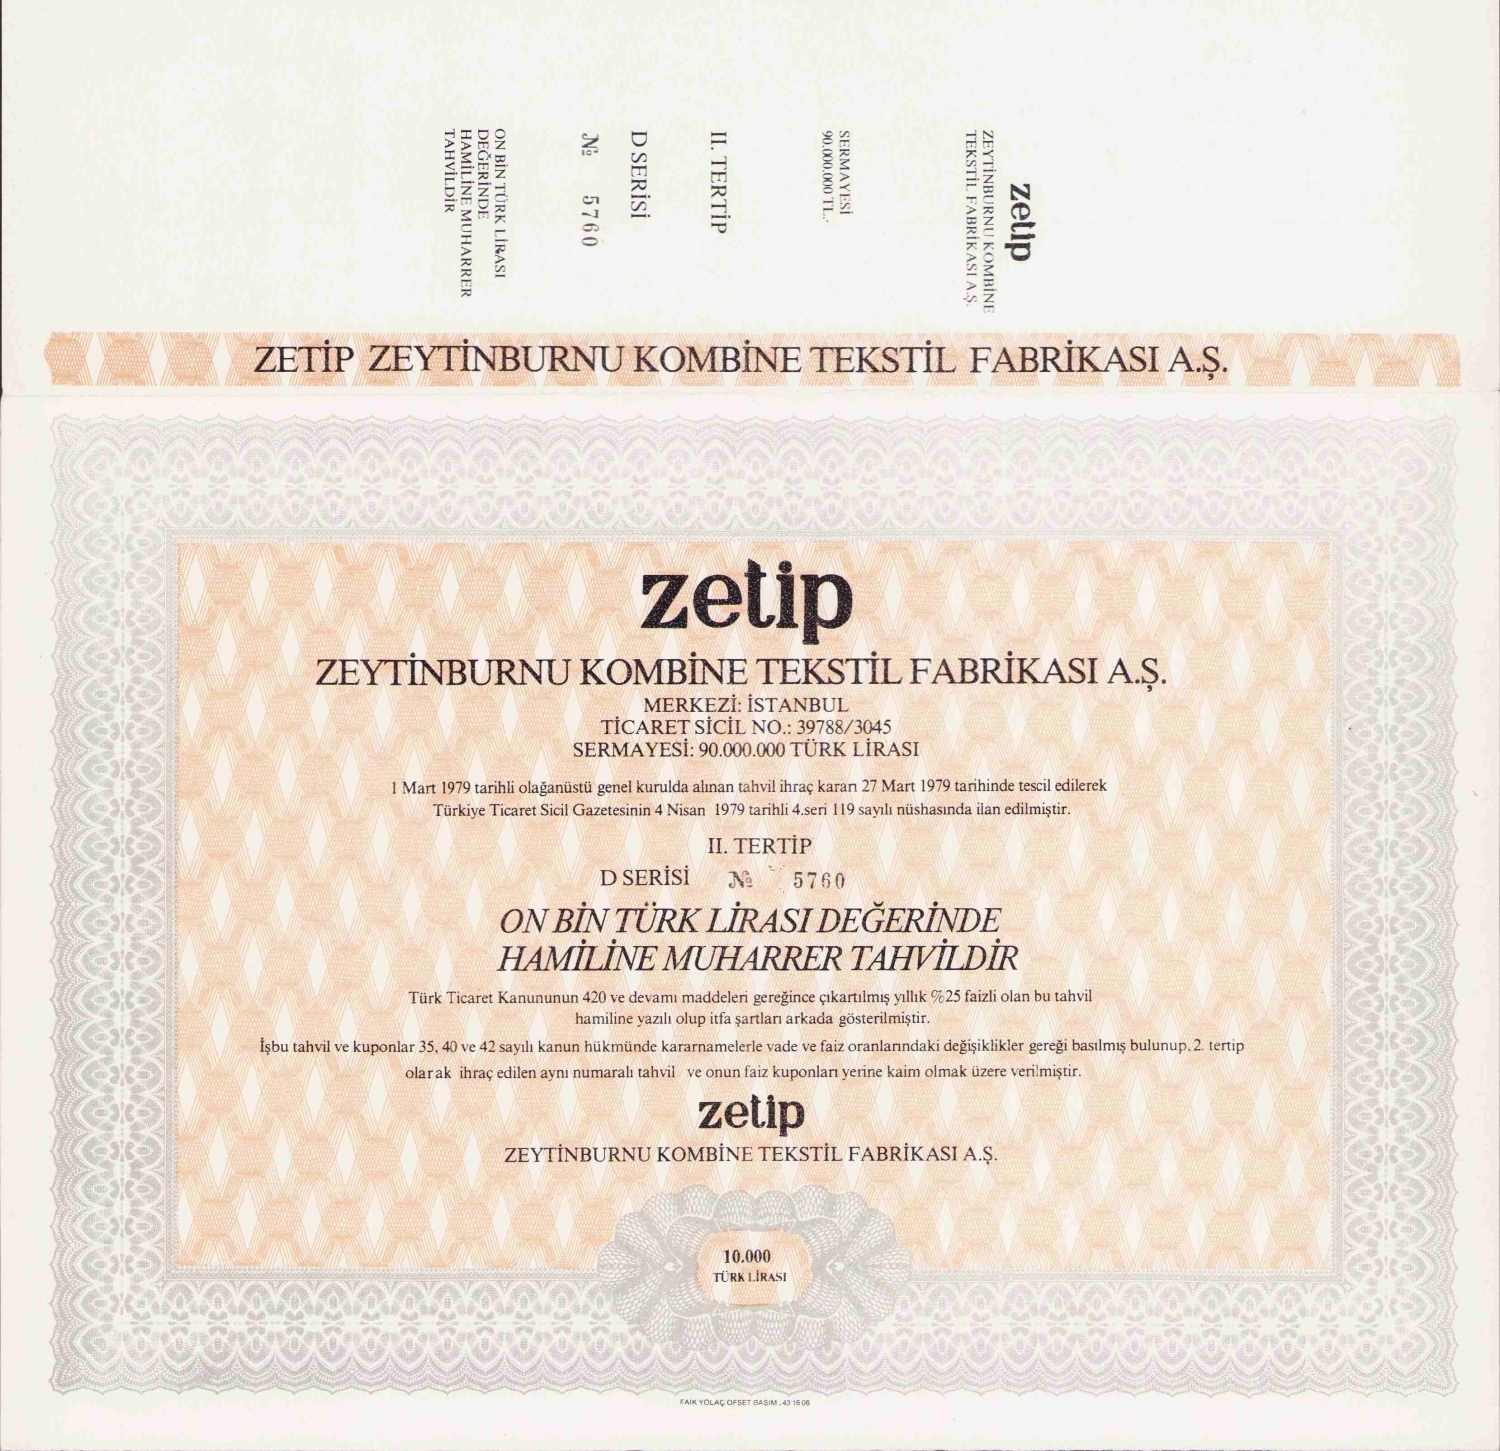 zetip
ZEYTİNBURNU KOMBİNE
TEKSTİL FABRİKASI A.Ş.
SERMAYESİ
90.000.000 TL.
II. TERTİP
D SERİSİ
№ 5760
ON BİN TÜRK LİRASI
DEĞERİNDE
HAMİLİNE MUHARRER
TAHVİLDİR
ZETİP ZEYTİNBURNU KOMBİNE TEKSTİL FABRİKASI A.Ş.
zetip
ZEYTİNBURNU KOMBİNE TEKSTİL FABRİKASI A.Ş.
MERKEZİ: İSTANBUL
TİCARET SİCİL NO.: 39788/3045
SERMAYESİ: 90.000.000 TÜRK LİRASI
1 Mart 1979 tarihli olağanüstü genel kurulda alınan tahvil ihraç kararı 27 Mart 1979 tarihinde tescil edilerek
Türkiye Ticaret Sicil Gazetesinin 4 Nisan 1979 tarihli 4.seri 119 sayılı nüshasında ilan edilmiştir.
II. TERTİP
D SERİSİ № 5760
ON BİN TÜRK LİRASI DEĞERİNDE
HAMİLİNE MUHARRER TAHVİLDİR
Türk Ticaret Kanununun 420 ve devamı maddeleri gereğince çıkartılmış yıllık %25 faizli olan bu tahvil
hamiline yazılı olup itfa şartları arkada gösterilmiştir.
İşbu tahvil ve kuponlar 35, 40 ve 42 sayılı kanun hükmünde kararnamelerle vade ve faiz oranlarındaki değişiklikler gereği basılmış bulunup, 2. tertip
olarak ihraç edilen aynı numaralı tahvil ve onun faiz kuponları yerine kaim olmak üzere verilmiştir.
zetip
ZEYTİNBURNU KOMBİNE TEKSTİL FABRİKASI A.Ş.
10.000
TÜRK LİRASI
FAİK YOLAÇ OFSET BASIM . 43 16 06